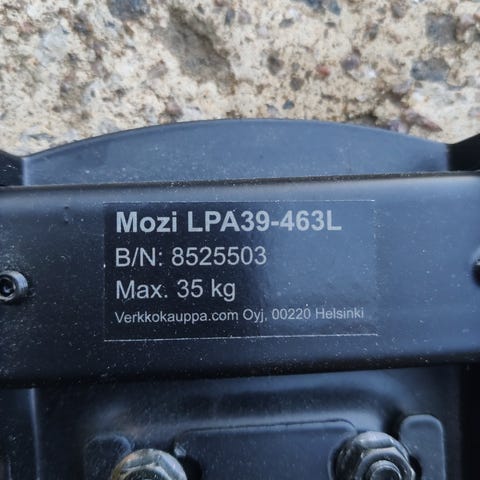 Mozi LPA39-463L
B/N: 8525503
Max. 35 kg
Verkkokauppa.com Oyj, 00220 Helsinki